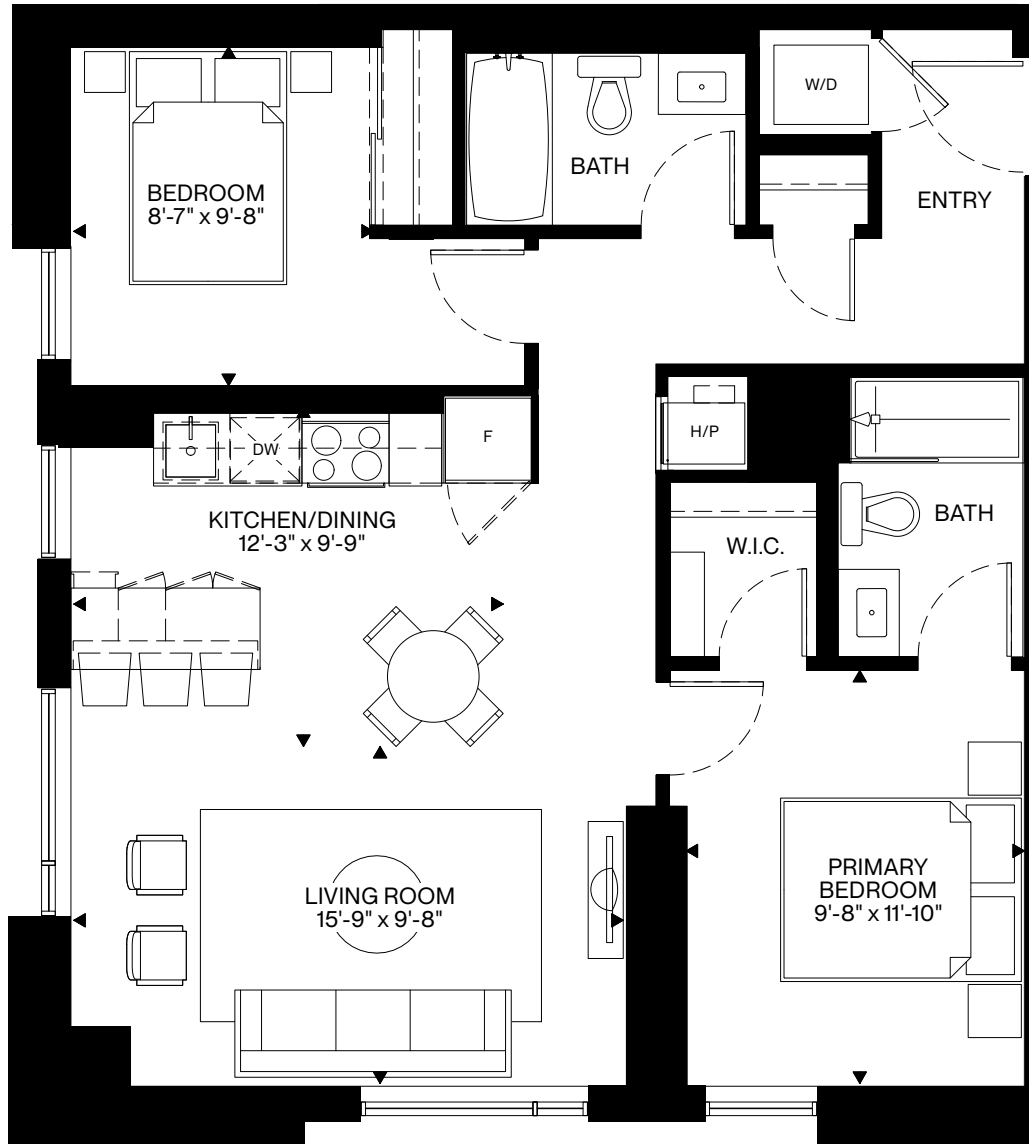 W/D
BATH
BEDROOM
8'-7" x 9'-8"
ENTRY
H/P
F
DW
BATH
KITCHEN/DINING
12'-3" x 9'-9"
W.I.C.
PRIMARY
BEDROOM
9'-8" x 11'-10"
LIVING ROOM
15'-9" x 9'-8"